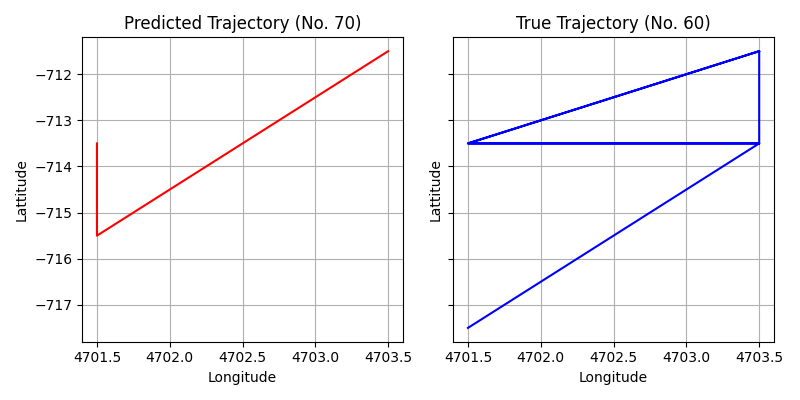 Predicted Trajectory (No. 70)
True Trajectory (No. 60)
Lattitude
−712
−713
−714
−715
−716
−717
4701.5 4702.0 4702.5 4703.0 4703.5
Longitude
Lattitude
4701.5 4702.0 4702.5 4703.0 4703.5
Longitude